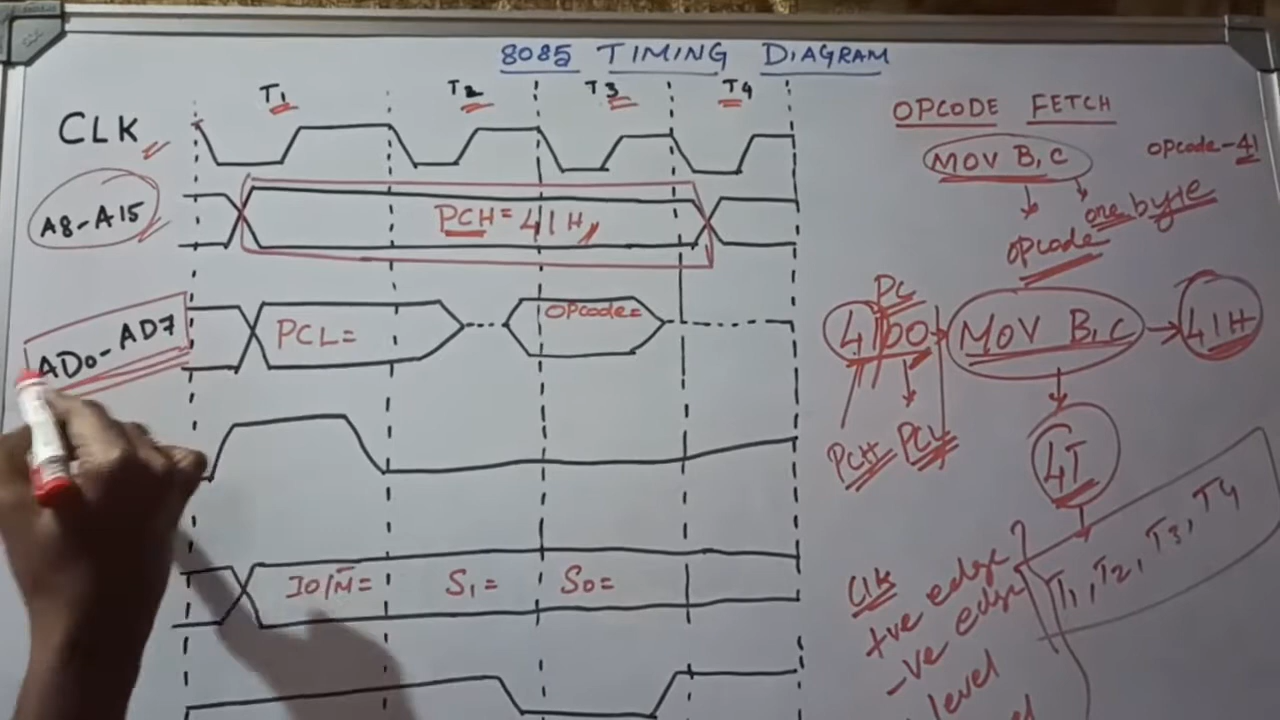 8085 TIMING DIAGRAM
T1 T2 T3 T4
CLK
A8-A15
PCH = 41H
AD0-AD7
PCL=
OPCode=
IO/M̅=
S1=
S0=
OPCODE FETCH
MOV B,C
opcode-41
one byte
opcode
PC
4100
MOV B,C
41H
PCH PCL
4T
T1, T2, T3, T4
Clk
+ve edge
-ve edge
level